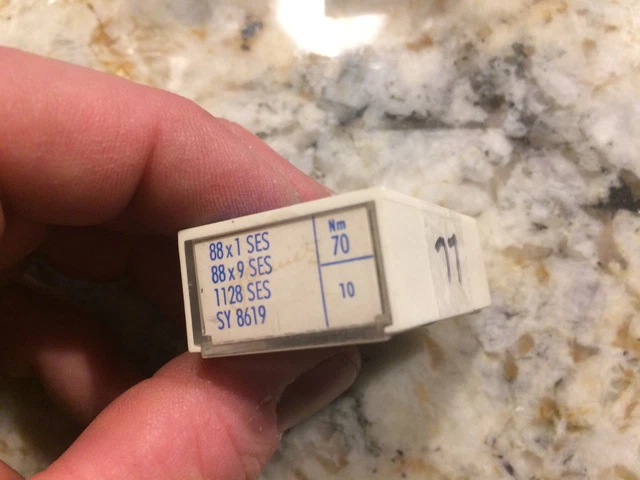 88x1 SES
88x9 SES
1128 SES
SY 8619
Nm
70
10
77